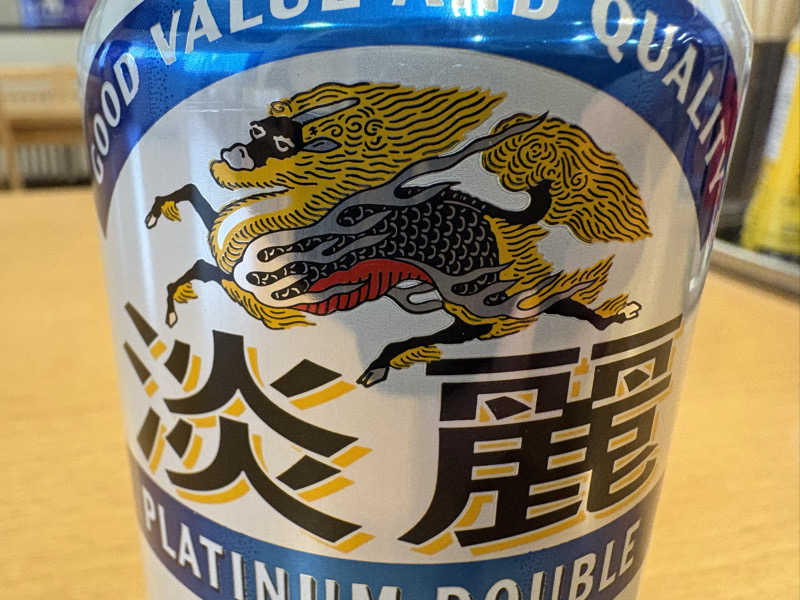 GOOD VALUE AND QUALITY
淡麗
PLATINUM DOUBLE